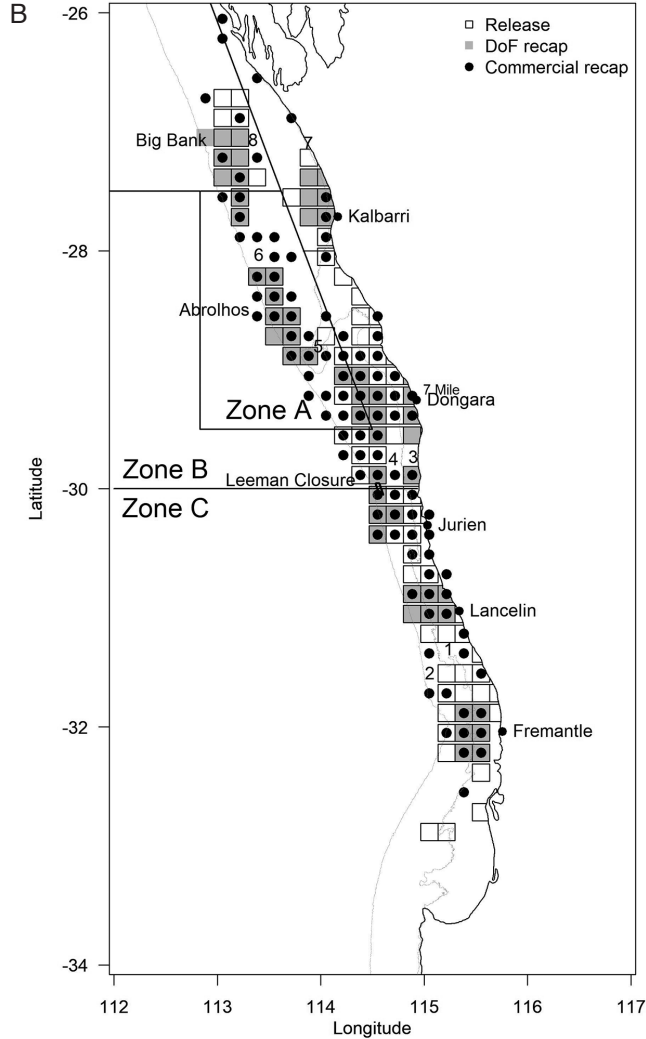 B
-26
Release
DoF recap
Commercial recap
Big Bank
8
7
Kalbarri
-28
6
Abrolhos
5
7 Mile
Zone A
Dongara
Zone B
4
3
Leeman Closure
-30
Zone C
Jurien
Lancelin
1
2
-32
Fremantle
-34
112
113
114
115
116
117
Latitude
Longitude